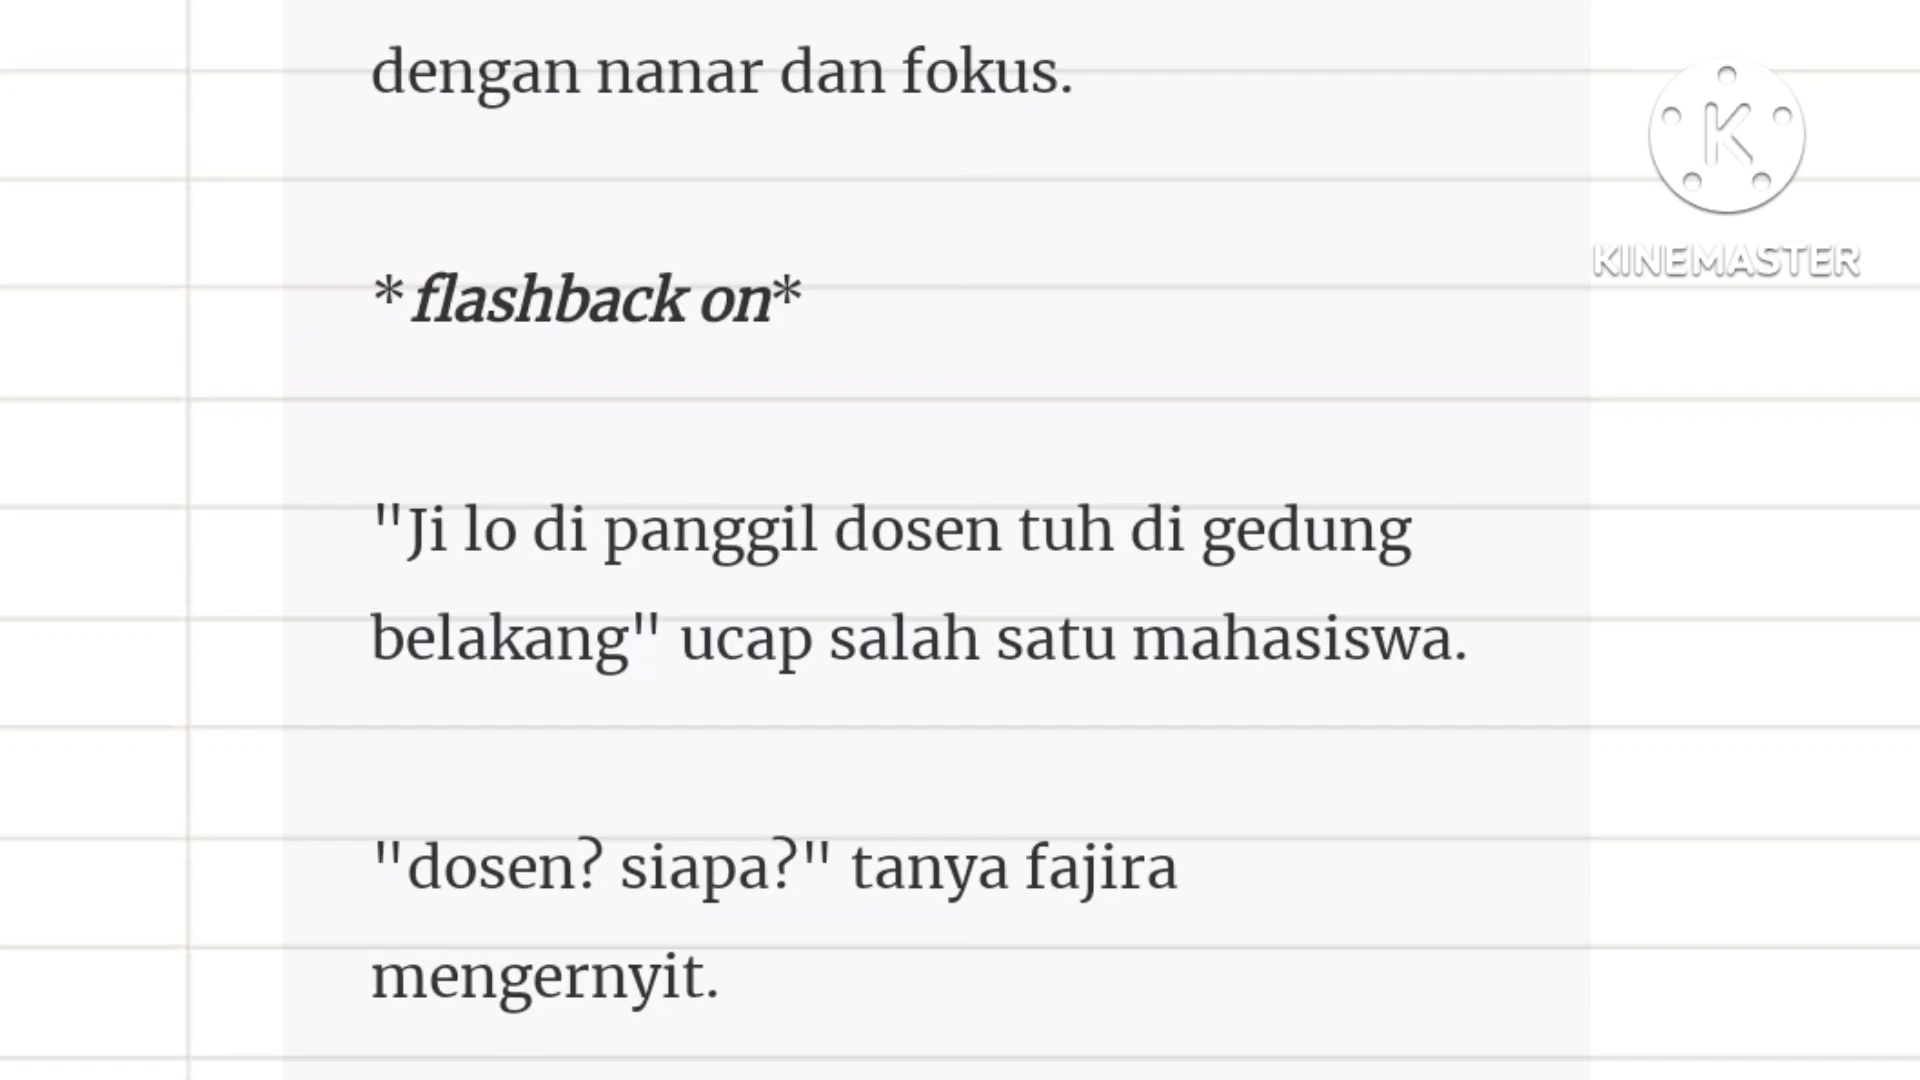 dengan nanar dan fokus.
*flashback on*
"Ji lo di panggil dosen tuh di gedung
belakang" ucap salah satu mahasiswa.
"dosen? siapa?" tanya fajira
mengernyit.
K
KINEMASTER